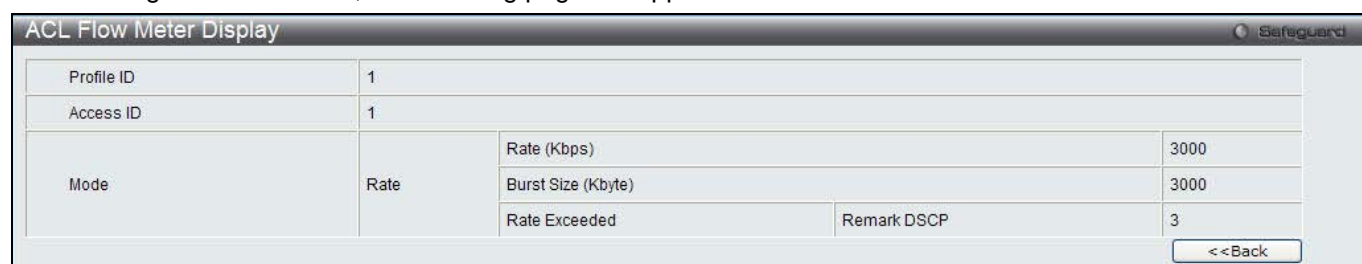 ACL Flow Meter Display Safeguard
Profile ID 1
Access ID 1
Mode Rate Rate (Kbps) 3000
Burst Size (Kbyte) 3000
Rate Exceeded Remark DSCP 3
<<Back